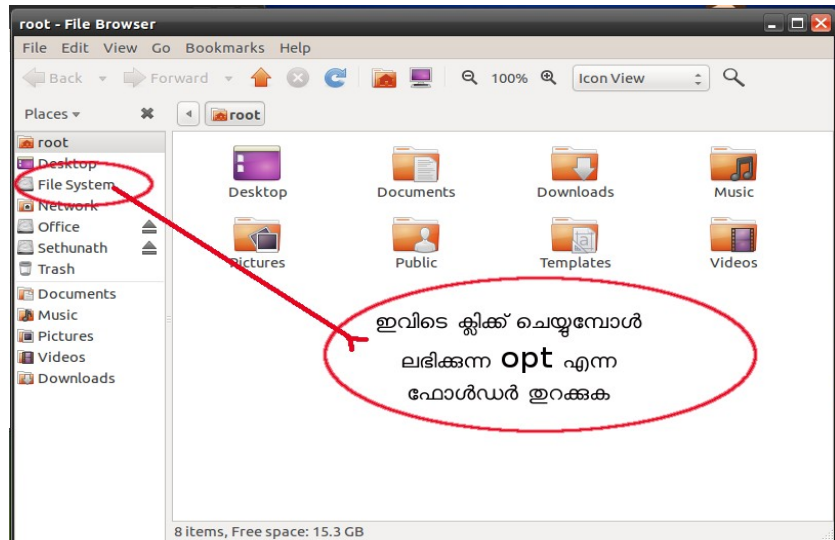 root - File Browser
File Edit View Go Bookmarks Help
Back Forward 100% Icon View
Places root
root
Desktop
File System
Network
Office
Sethunath
Trash
Documents
Music
Pictures
Videos
Downloads
Desktop Documents Downloads Music
Pictures Public Templates Videos
ഇവിടെ ക്ലിക്ക് ചെയ്യുമ്പോൾ
ലഭിക്കുന്ന opt എന്ന
ഫോൾഡർ തുറക്കുക
8 items, Free space: 15.3 GB